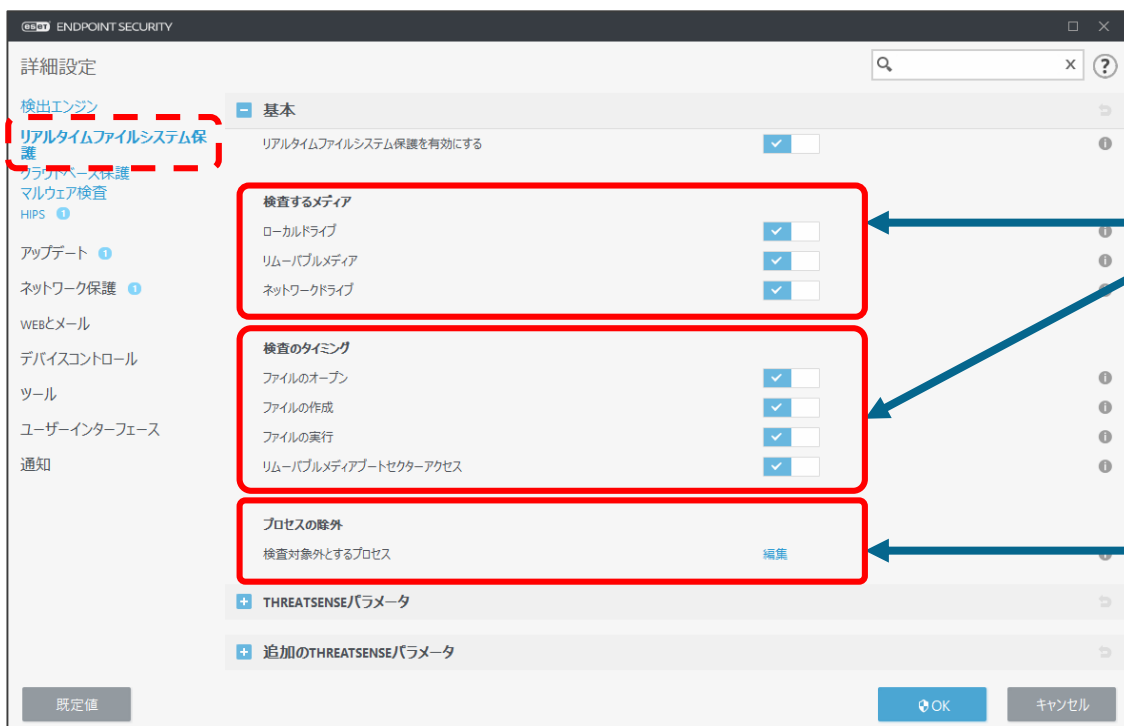 eset ENDPOINT SECURITY
詳細設定
x
?
検出エンジン
リアルタイムファイルシステム保
護
クラウドベース保護
マルウェア検査
HIPS 1
アップデート 1
ネットワーク保護 1
WEBとメール
デバイスコントロール
ツール
ユーザーインターフェース
通知
基本
リアルタイムファイルシステム保護を有効にする
検査するメディア
ローカルドライブ
リムーバブルメディア
ネットワークドライブ
検査のタイミング
ファイルのオープン
ファイルの作成
ファイルの実行
リムーバブルメディアブートセクターアクセス
プロセスの除外
検査対象外とするプロセス 編集
THREATSENSEパラメータ
追加のTHREATSENSEパラメータ
既定値
OK
キャンセル